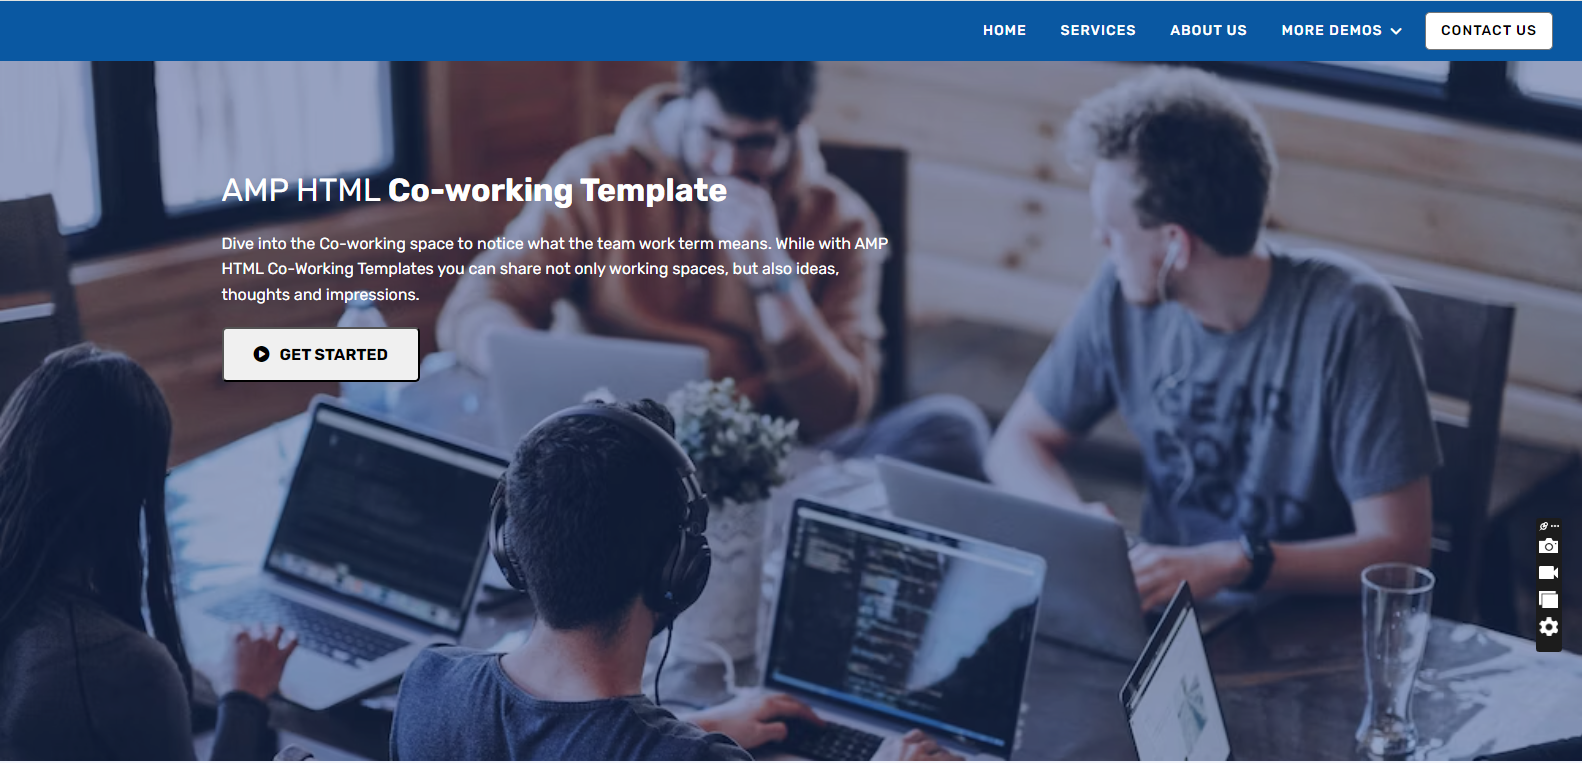 HOME SERVICES ABOUT US MORE DEMOS CONTACT US
AMP HTML Co-working Template
Dive into the Co-working space to notice what the team work term means. While with AMP
HTML Co-Working Templates you can share not only working spaces, but also ideas,
thoughts and impressions.
GET STARTED